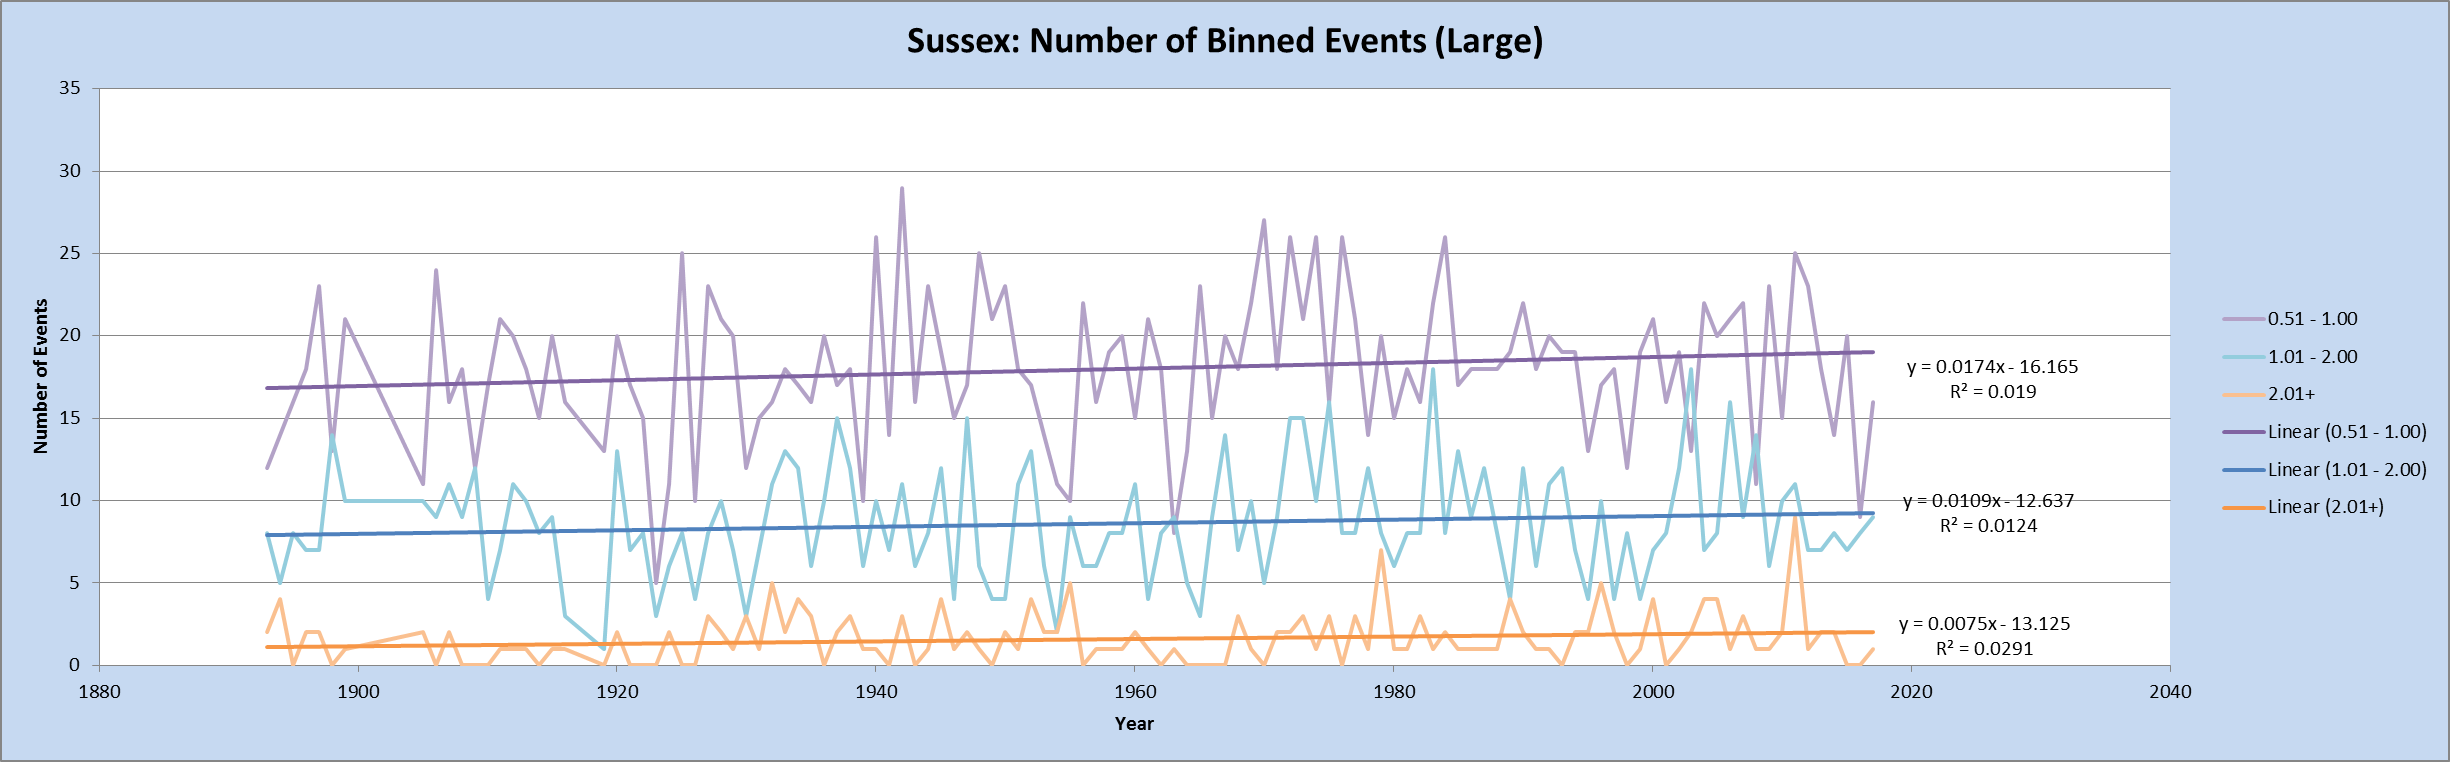 Sussex: Number of Binned Events (Large)
35
30
25
20
15
10
5
0
Number of Events
1880
1900
1920
1940
1960
1980
2000
2020
2040
Year
y = 0.0174x - 16.165
R² = 0.019
y = 0.0109x - 12.637
R² = 0.0124
y = 0.0075x - 13.125
R² = 0.0291
0.51 - 1.00
1.01 - 2.00
2.01+
Linear (0.51 - 1.00)
Linear (1.01 - 2.00)
Linear (2.01+)